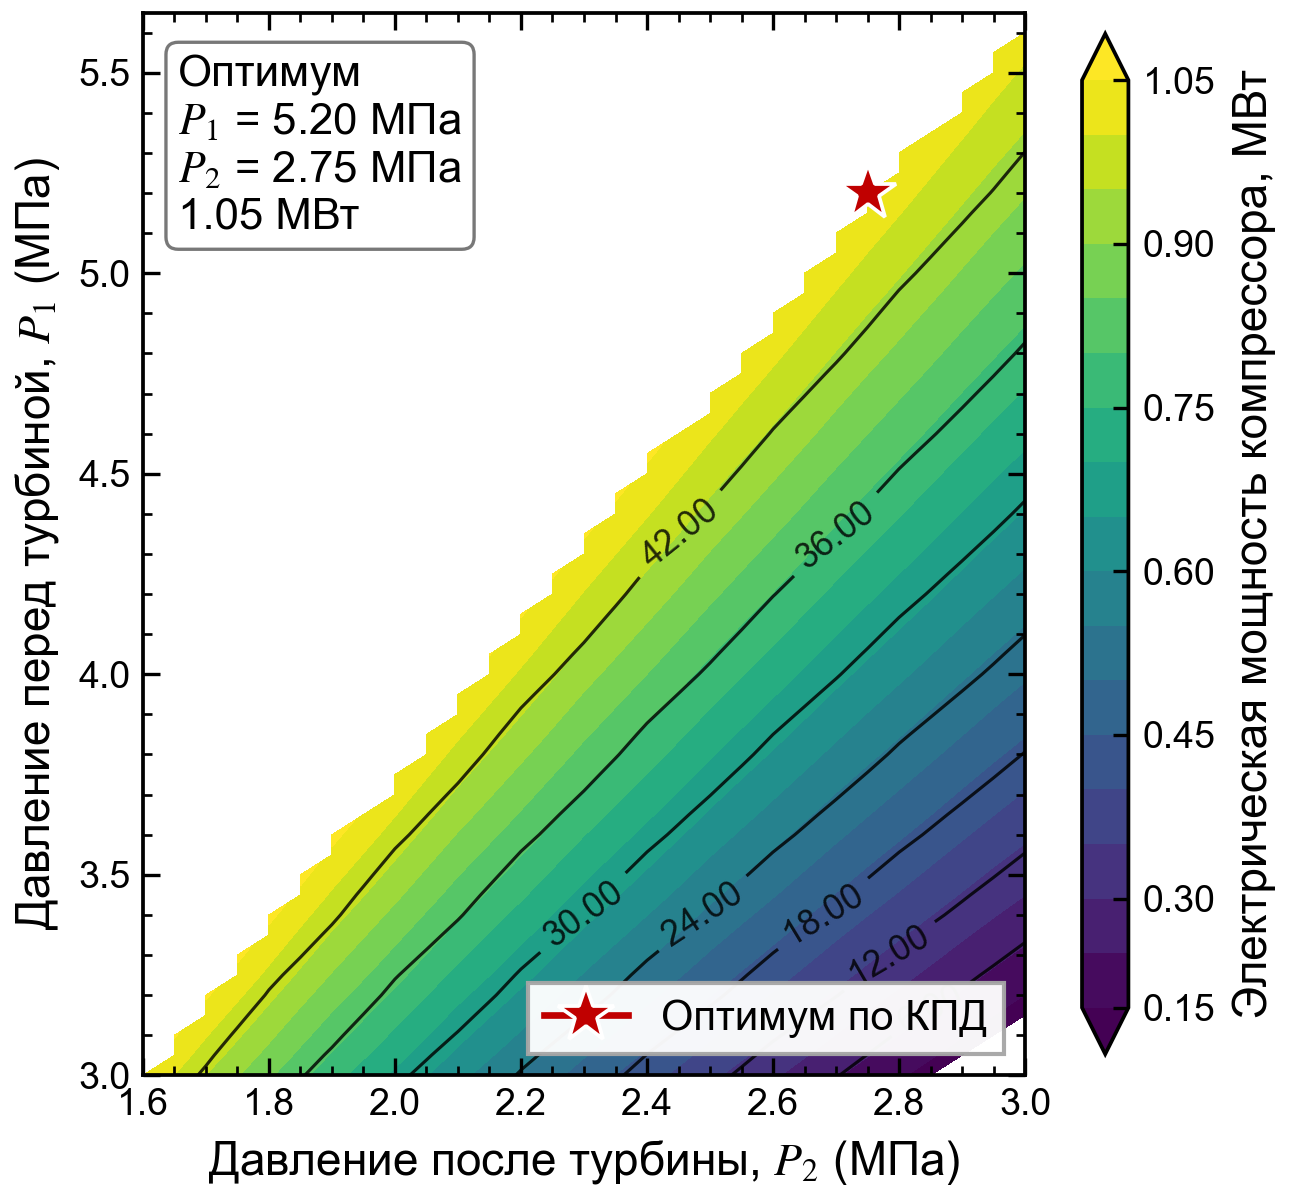 Оптимум
P₁ = 5.20 МПа
P₂ = 2.75 МПа
1.05 МВт
Давление перед турбиной, P₁ (МПа)
5.5
5.0
4.5
4.0
3.5
3.0
42.00
36.00
30.00
24.00
18.00
12.00
Оптимум по КПД
1.6 1.8 2.0 2.2 2.4 2.6 2.8 3.0
Давление после турбины, P₂ (МПа)
1.05
0.90
0.75
0.60
0.45
0.30
0.15
Электрическая мощность компрессора, МВт